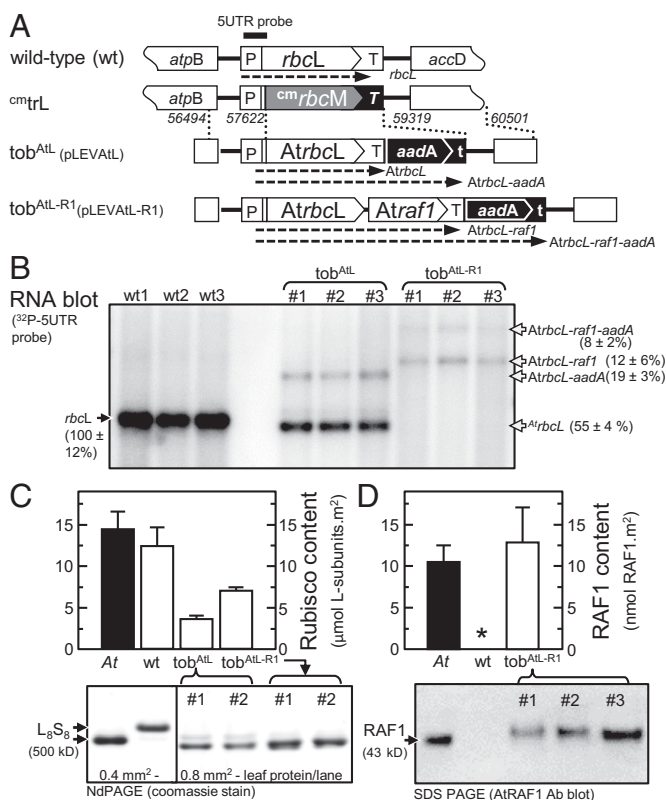 A
5UTR probe
wild-type (wt)
atpB P rbcL T accD
rbcL
cmtrL
atpB P cmrbcM T
56494 57622 59319 60501
tobAtL (pLEVAtL)
P AtrbcL T aadA t
AtrbcL
AtrbcL-aadA
tobAtL-R1(pLEVAtL-R1)
P AtrbcL Atraf1 T aadA t
AtrbcL-raf1
AtrbcL-raf1-aadA
B
RNA blot
(32P-5UTR
probe)
wt1 wt2 wt3
tobAtL
#1 #2 #3
tobAtL-R1
#1 #2 #3
AtrbcL-raf1-aadA
(8 ± 2%)
AtrbcL-raf1 (12 ± 6%)
AtrbcL-aadA(19 ± 3%)
rbcL
(100 ±
12%)
AtrbcL (55 ± 4 %)
C
15
10
5
0
15
10
5
0
Rubisco content
(µmol L-subunits.m2)
At wt tobAtL tobAtL-R1
#1 #2 #1 #2
L8S8
(500 kD)
0.4 mm2 - 0.8 mm2 - leaf protein/lane
NdPAGE (coomassie stain)
D
15
10
5
0
15
10
5
0
RAF1 content
(nmol RAF1.m2)
*
At wt tobAtL-R1
#1 #2 #3
RAF1
(43 kD)
SDS PAGE (AtRAF1 Ab blot)